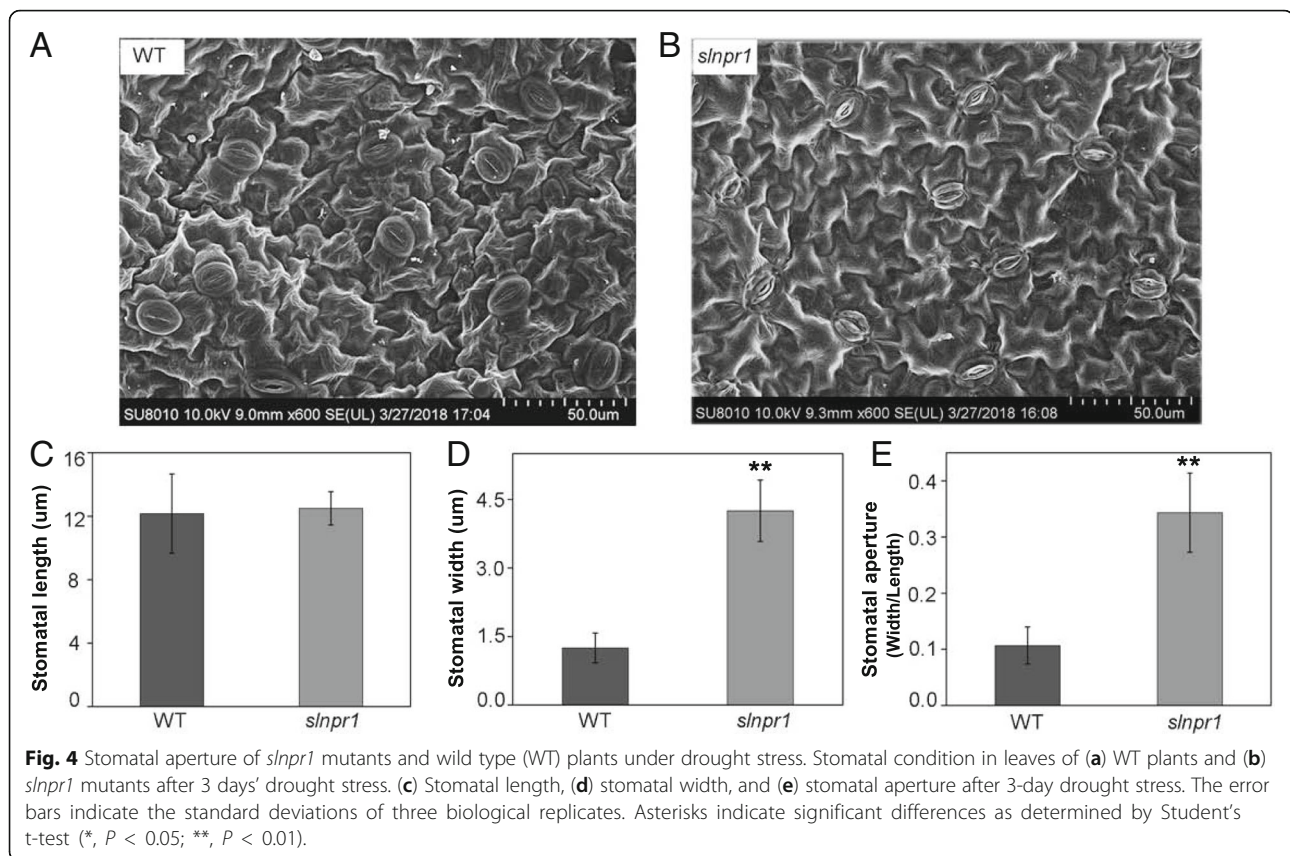 A
WT
SU8010 10.0kV 9.0mm x600 SE(UL) 3/27/2018 17:04
50.0um
B
slnpr1
SU8010 10.0kV 9.3mm x600 SE(UL) 3/27/2018 16:08
50.0um
C
Stomatal length (um)
16
12
8
4
0
WT
slnpr1
D
Stomatal width (um)
4.5
3.0
1.5
0.0
**
WT
slnpr1
E
Stomatal aperture
(Width/Length)
0.4
0.3
0.2
0.1
0.0
**
WT
slnpr1
Fig. 4 Stomatal aperture of slnpr1 mutants and wild type (WT) plants under drought stress. Stomatal condition in leaves of (a) WT plants and (b)
slnpr1 mutants after 3 days' drought stress. (c) Stomatal length, (d) stomatal width, and (e) stomatal aperture after 3-day drought stress. The error
bars indicate the standard deviations of three biological replicates. Asterisks indicate significant differences as determined by Student's
t-test (*, P < 0.05; **, P < 0.01).